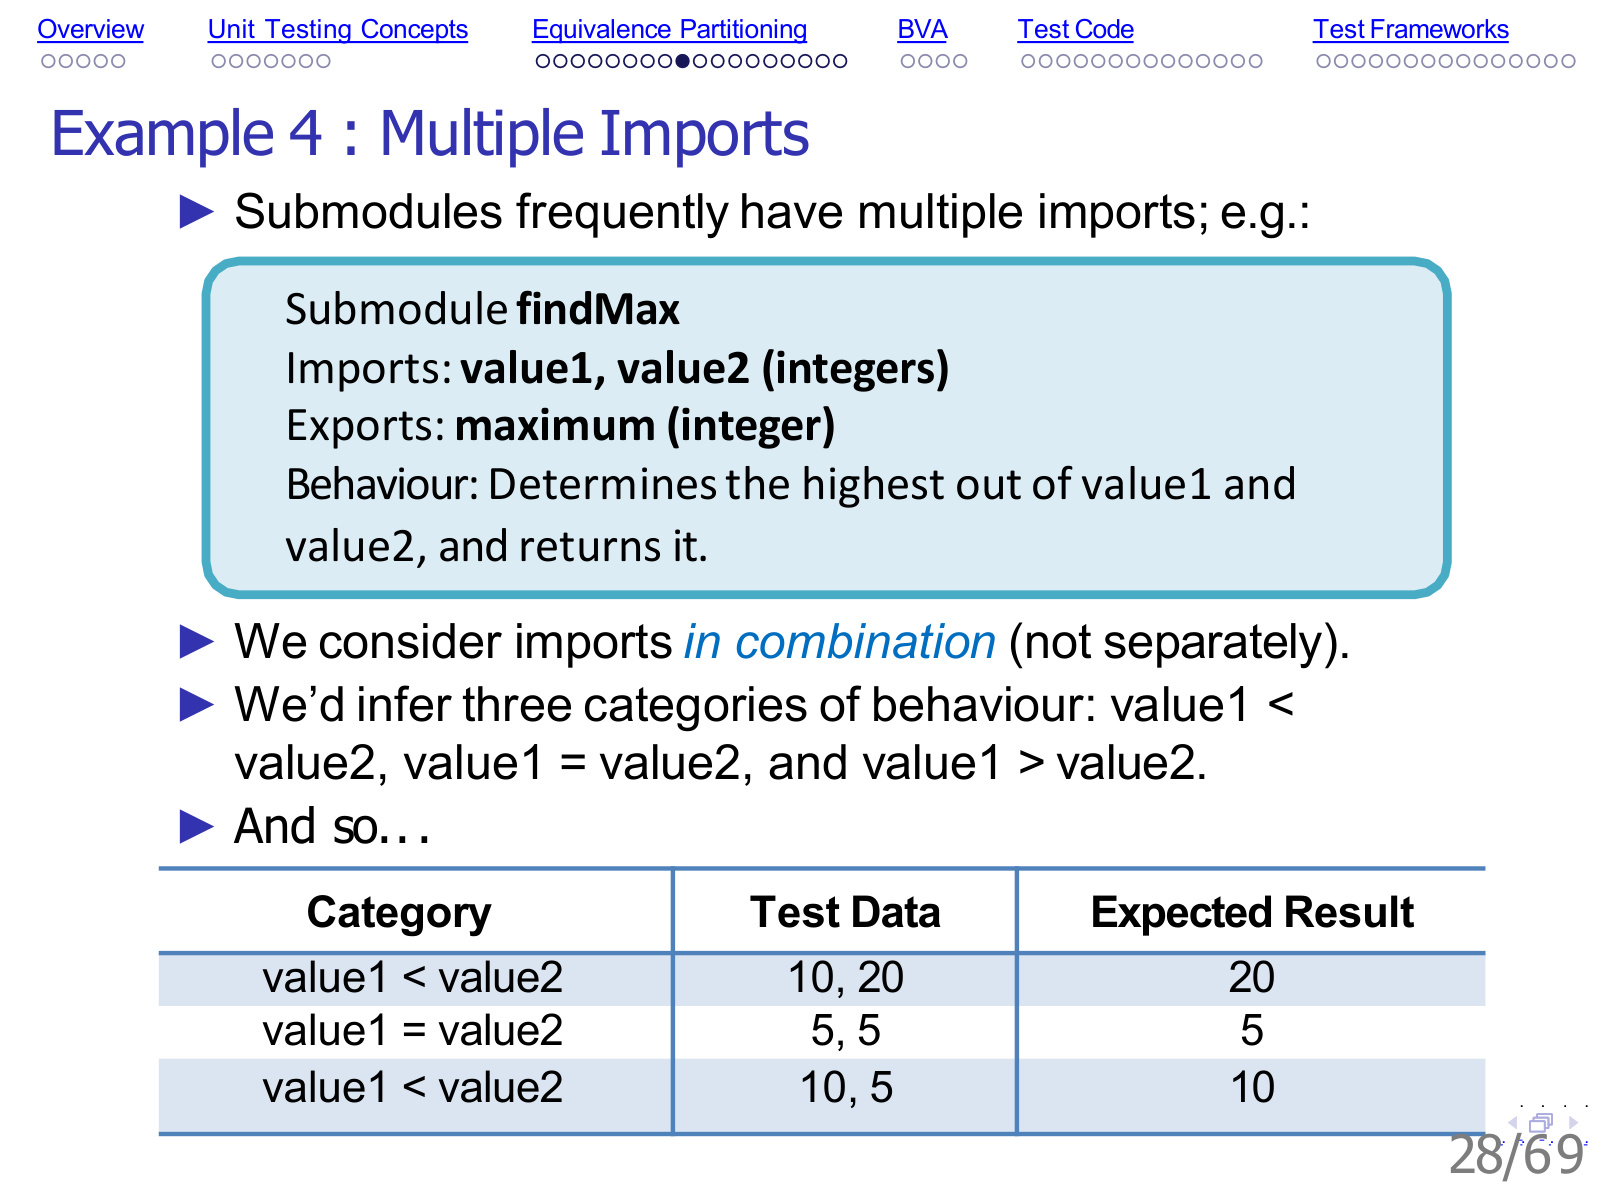 Overview Unit Testing Concepts Equivalence Partitioning BVA Test Code Test Frameworks
Example 4 : Multiple Imports
► Submodules frequently have multiple imports; e.g.:
Submodule findMax
Imports: value1, value2 (integers)
Exports: maximum (integer)
Behaviour: Determines the highest out of value1 and
value2, and returns it.
► We consider imports in combination (not separately).
► We’d infer three categories of behaviour: value1 <
value2, value1 = value2, and value1 > value2.
► And so. . .
Category Test Data Expected Result
value1 < value2 10, 20 20
value1 = value2 5, 5 5
value1 < value2 10, 5 10
28/69